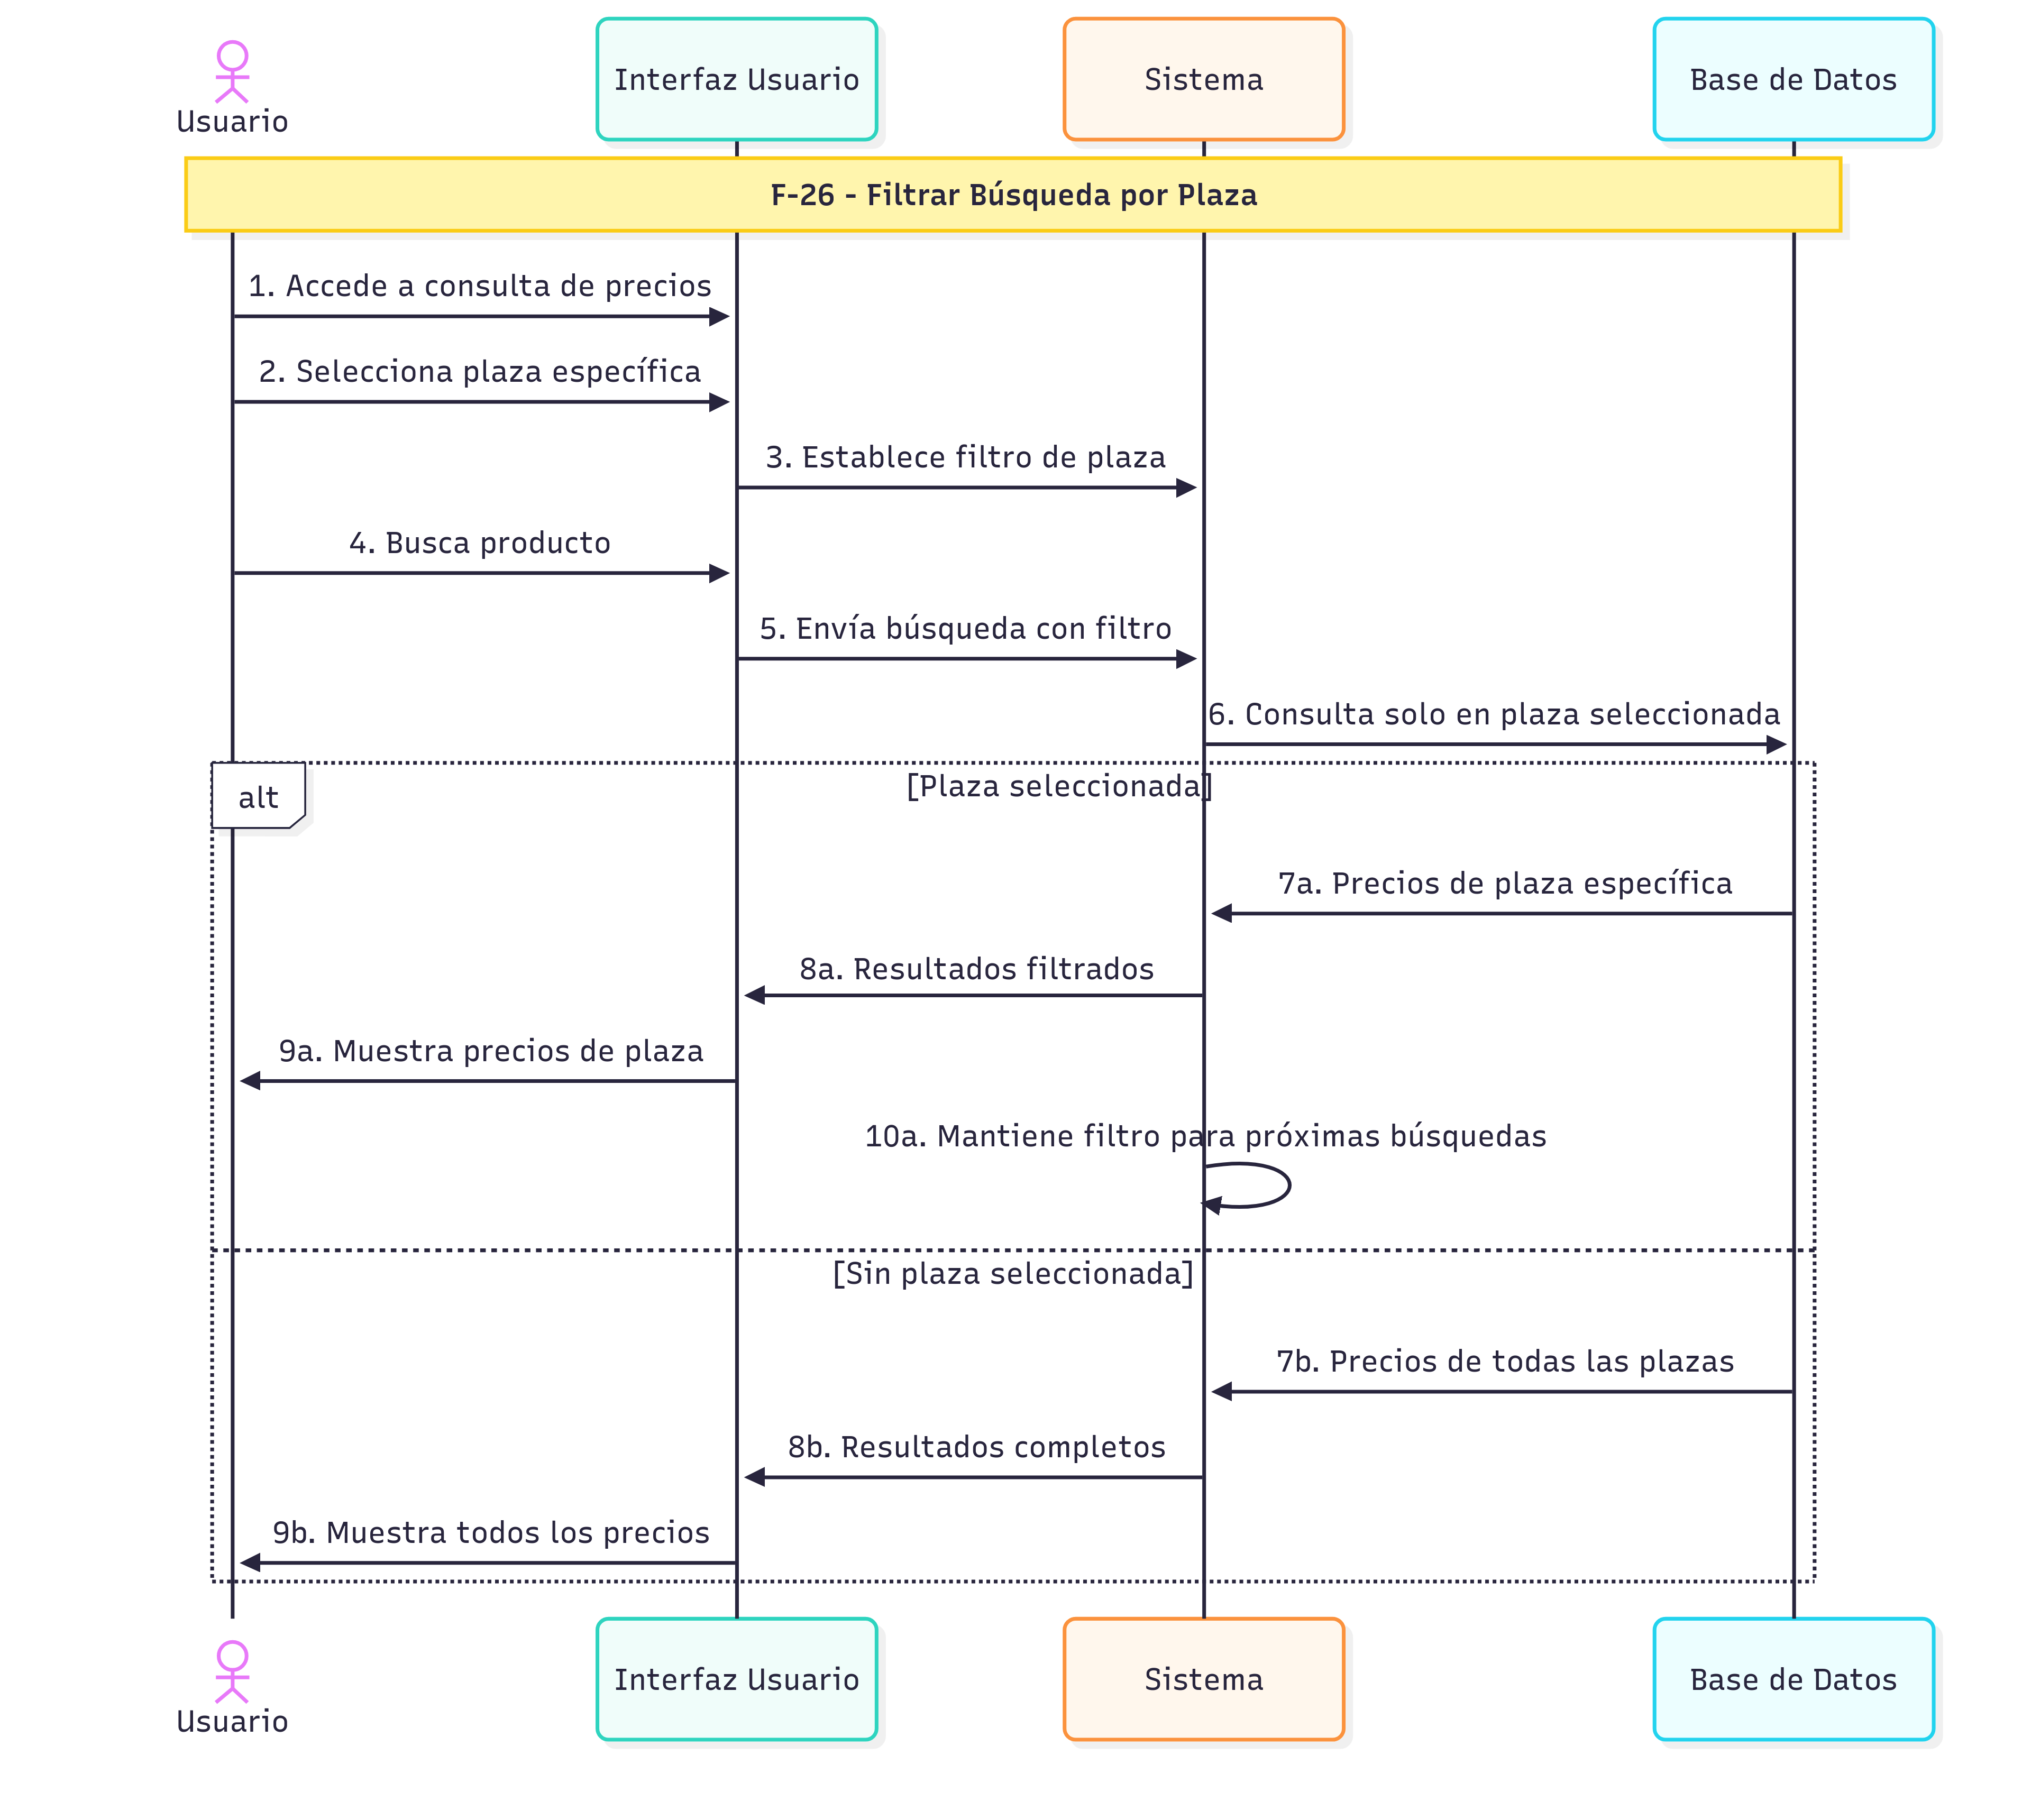 Usuario
Interfaz Usuario
Sistema
Base de Datos
F-26 - Filtrar Búsqueda por Plaza
1. Accede a consulta de precios
2. Selecciona plaza específica
3. Establece filtro de plaza
4. Busca producto
5. Envía búsqueda con filtro
6. Consulta solo en plaza seleccionada
alt
[Plaza seleccionada]
7a. Precios de plaza específica
8a. Resultados filtrados
9a. Muestra precios de plaza
10a. Mantiene filtro para próximas búsquedas
[Sin plaza seleccionada]
7b. Precios de todas las plazas
8b. Resultados completos
9b. Muestra todos los precios
Usuario
Interfaz Usuario
Sistema
Base de Datos